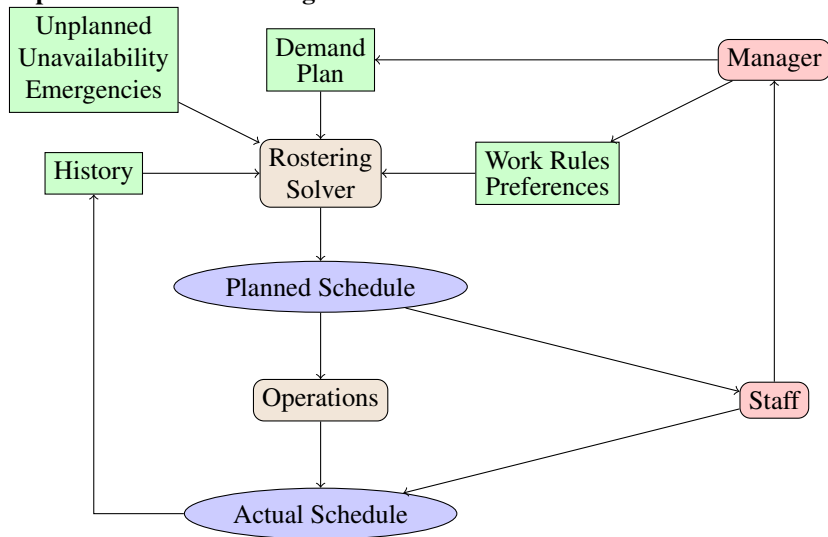 Unplanned
Unavailability
Emergencies
Demand
Plan
Manager
History
Rostering
Solver
Work Rules
Preferences
Planned Schedule
Operations
Staff
Actual Schedule